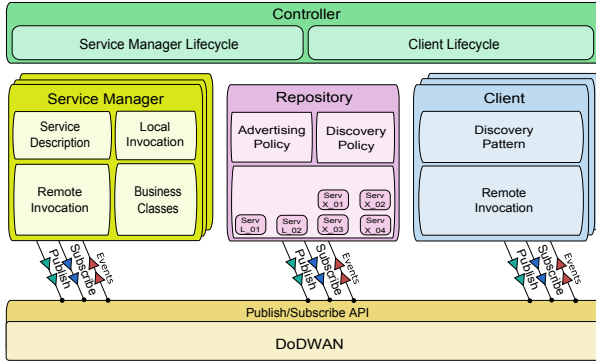 Controller
Service Manager Lifecycle
Client Lifecycle
Service Manager
Service
Description
Local
Invocation
Remote
Invocation
Business
Classes
Repository
Advertising
Policy
Discovery
Policy
Serv
L_01
Serv
L_02
Serv
X_01
Serv
X_02
Serv
X_03
Serv
X_04
Client
Discovery
Pattern
Remote
Invocation
Publish
Subscribe
Events
Publish
Subscribe
Events
Publish
Subscribe
Events
Publish/Subscribe API
DoDWAN